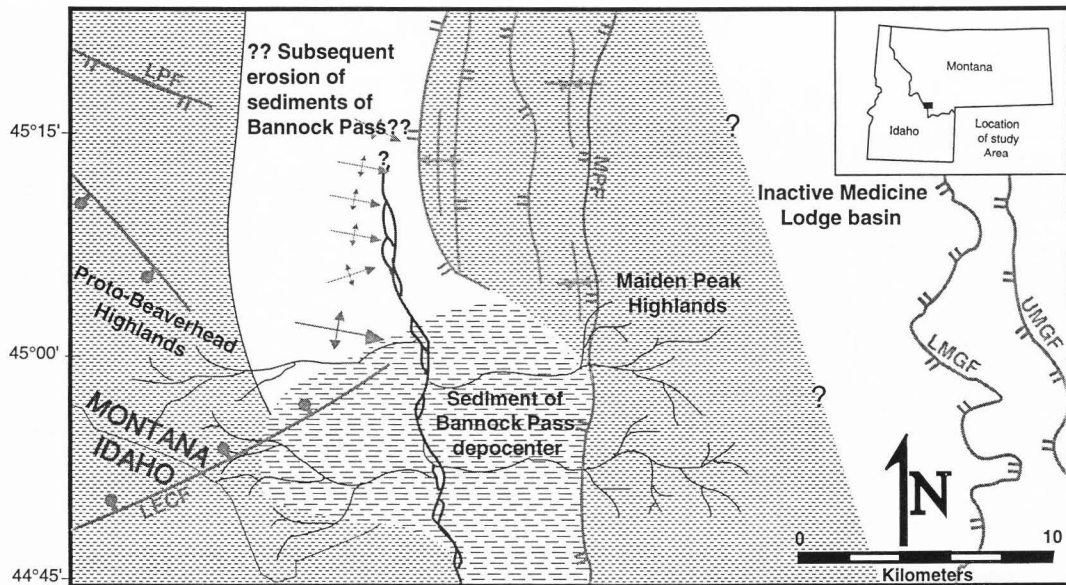 ?? Subsequent
erosion of
sediments of
Bannock Pass??
LPF
45°15'
?
?
MPF
Montana
Idaho
Location
of study
Area
Inactive Medicine
Lodge basin
Proto-Beaverhead
Highlands
Maiden Peak
Highlands
UMGF
LMGF
45°00'
?
Sediment of
Bannock Pass
depocenter
MONTANA
IDAHO
LECF
N
0
10
Kilometers
44°45'